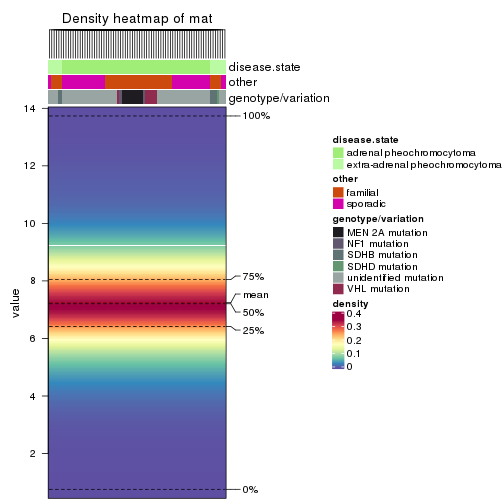 Density heatmap of mat
disease.state
other
genotype/variation
14
12
10
8
6
4
2
value
100%
75%
mean
50%
25%
0%
disease.state
adrenal pheochromocytoma
extra-adrenal pheochromocytoma
other
familial
sporadic
genotype/variation
MEN 2A mutation
NF1 mutation
SDHB mutation
SDHD mutation
unidentified mutation
VHL mutation
density
0.4
0.3
0.2
0.1
0